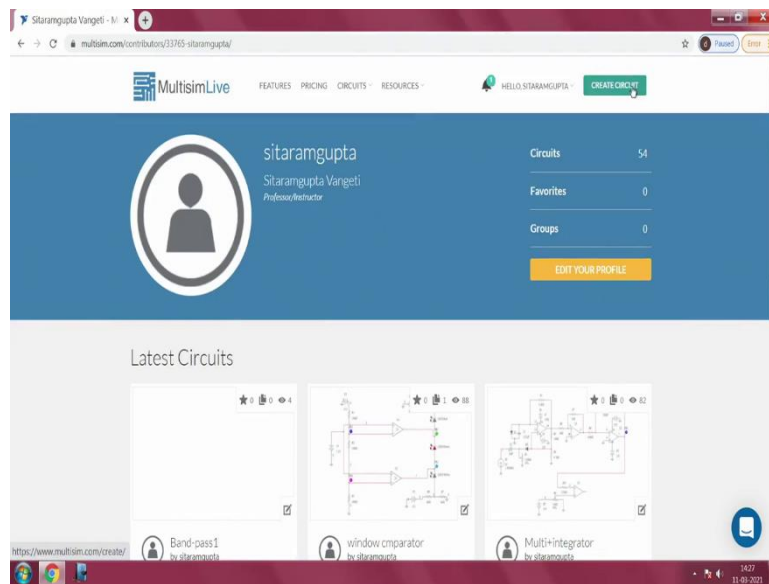 Sitaramgupta Vangeti - M
multisim.com/contributors/33765-sitaramgupta/
Paused
Error
MultisimLive
FEATURES PRICING CIRCUITS RESOURCES
1
HELLO, SITARAMGUPTA
CREATE CIRCUIT
sitaramgupta
Sitaramgupta Vangeti
Professor/Instructor
Circuits 54
Favorites 0
Groups 0
EDIT YOUR PROFILE
Latest Circuits
0 0 4
0 1 88
0 0 82
Band-pass1
by sitaramgupta
window cmparator
by sitaramgupta
Multi+integrator
by sitaramgupta
https://www.multisim.com/create/
14:27
11-03-2021